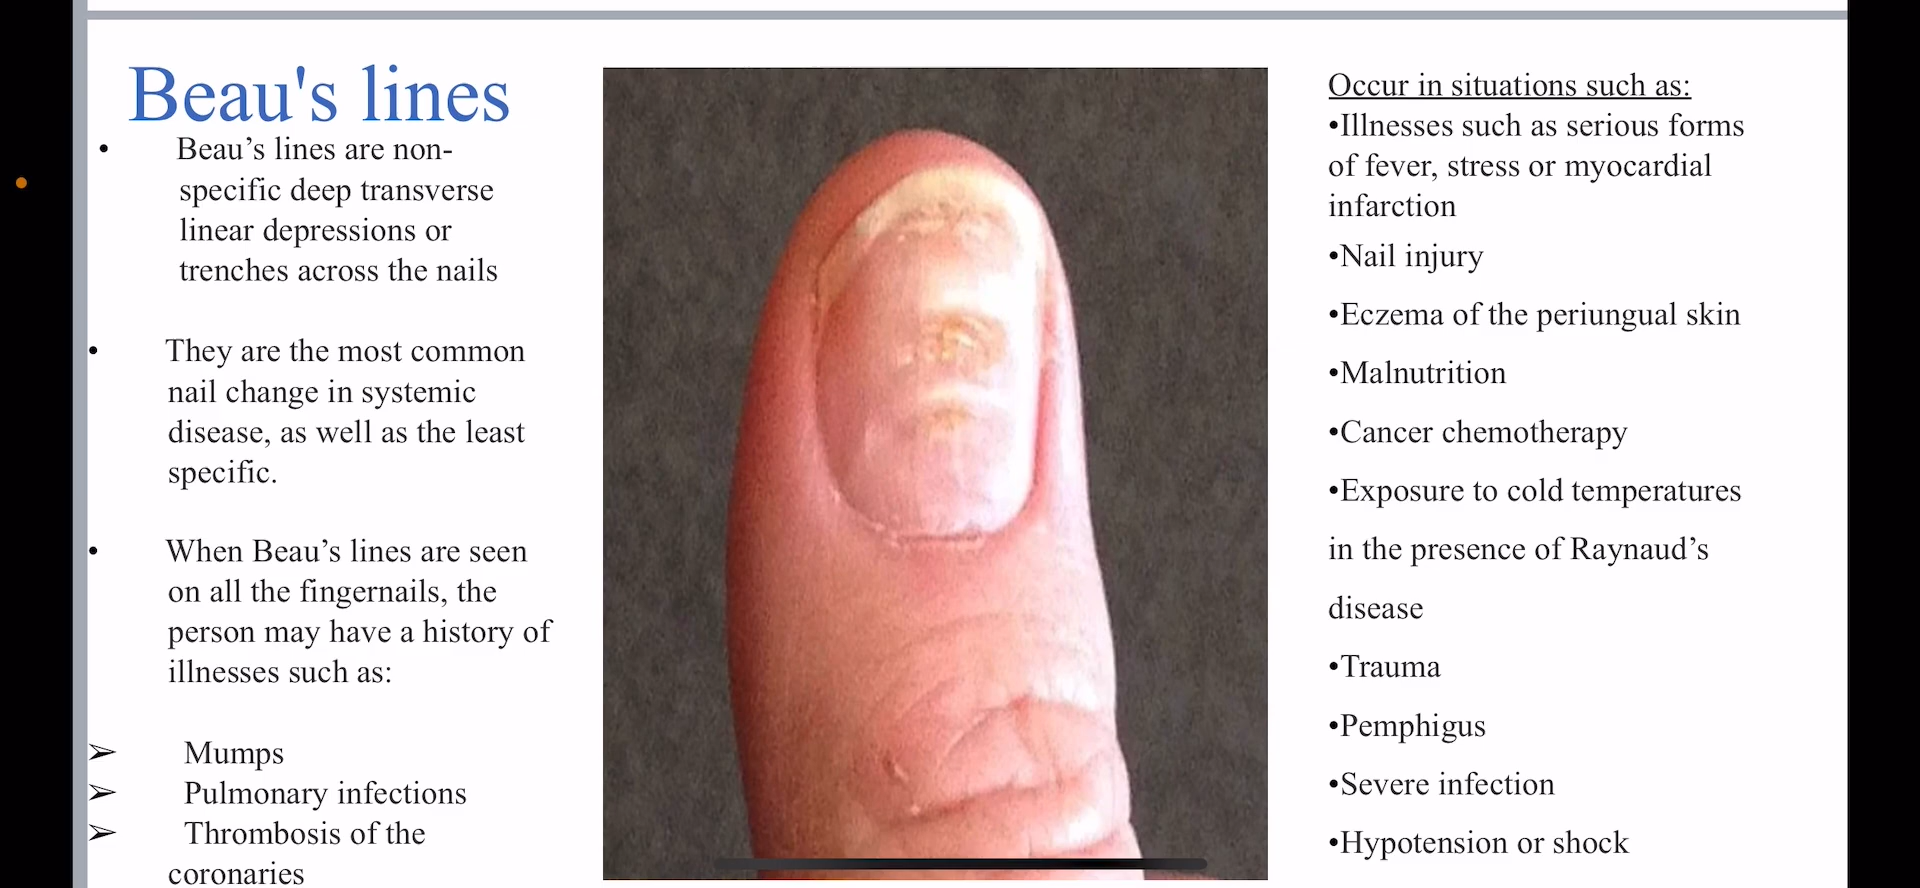 Beau's lines
• Beau’s lines are non-
specific deep transverse
linear depressions or
trenches across the nails
• They are the most common
nail change in systemic
disease, as well as the least
specific.
• When Beau’s lines are seen
on all the fingernails, the
person may have a history of
illnesses such as:
➢ Mumps
➢ Pulmonary infections
➢ Thrombosis of the
coronaries
Occur in situations such as:
•Illnesses such as serious forms
of fever, stress or myocardial
infarction
•Nail injury
•Eczema of the periungual skin
•Malnutrition
•Cancer chemotherapy
•Exposure to cold temperatures
in the presence of Raynaud’s
disease
•Trauma
•Pemphigus
•Severe infection
•Hypotension or shock